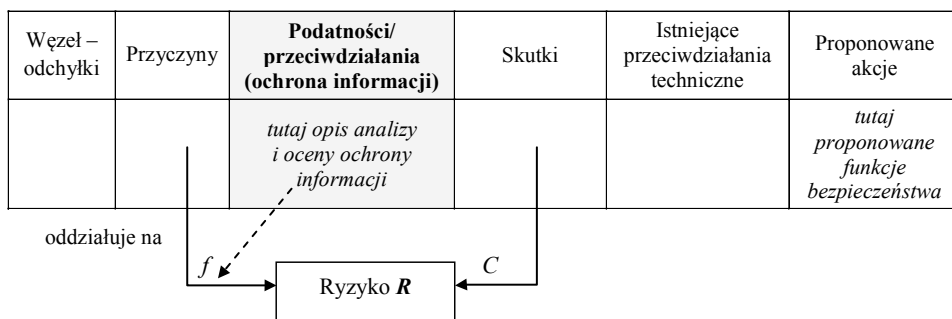 Węzeł –
odchyłki
Przyczyny
Podatności/
przeciwdziałania
(ochrona informacji)
Skutki
Istniejące
przeciwdziałania
techniczne
Proponowane
akcje
tutaj opis analizy
i oceny ochrony
informacji
tutaj
proponowane
funkcje
bezpieczeństwa
oddziałuje na
f
C
Ryzyko R